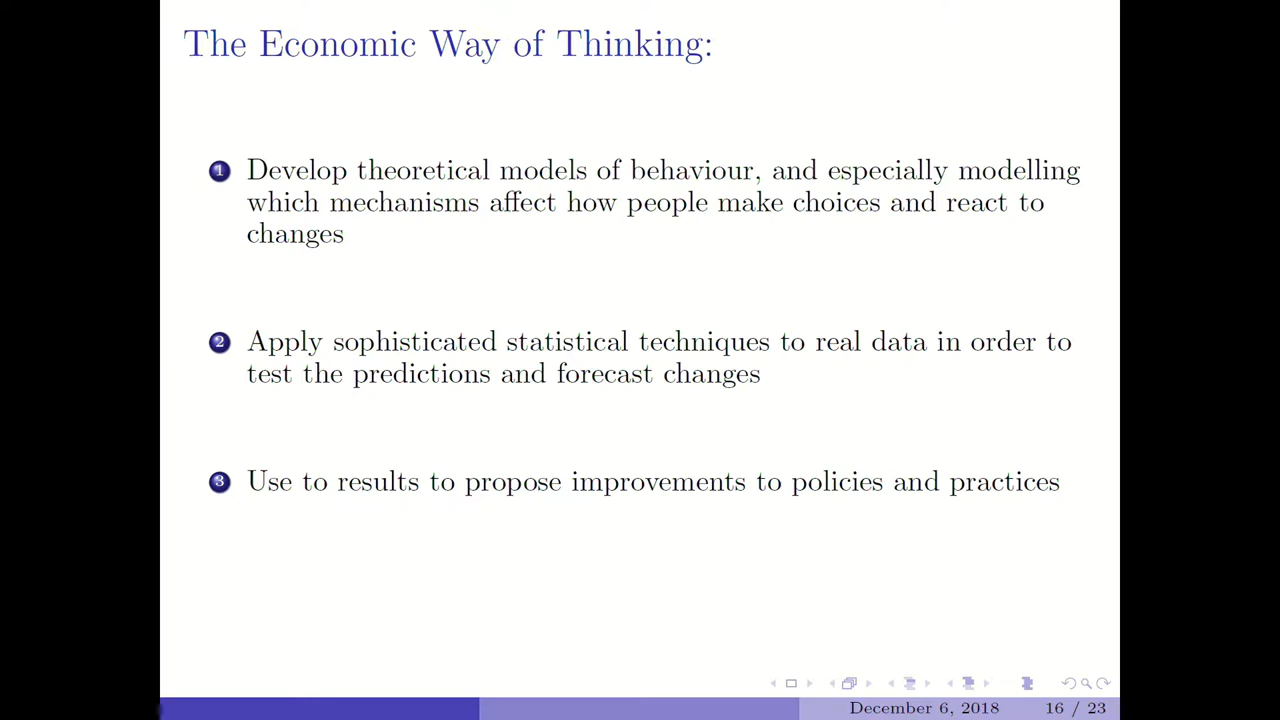 The Economic Way of Thinking:
1 Develop theoretical models of behaviour, and especially modelling
which mechanisms affect how people make choices and react to
changes
2 Apply sophisticated statistical techniques to real data in order to
test the predictions and forecast changes
3 Use to results to propose improvements to policies and practices
December 6, 2018 16 / 23